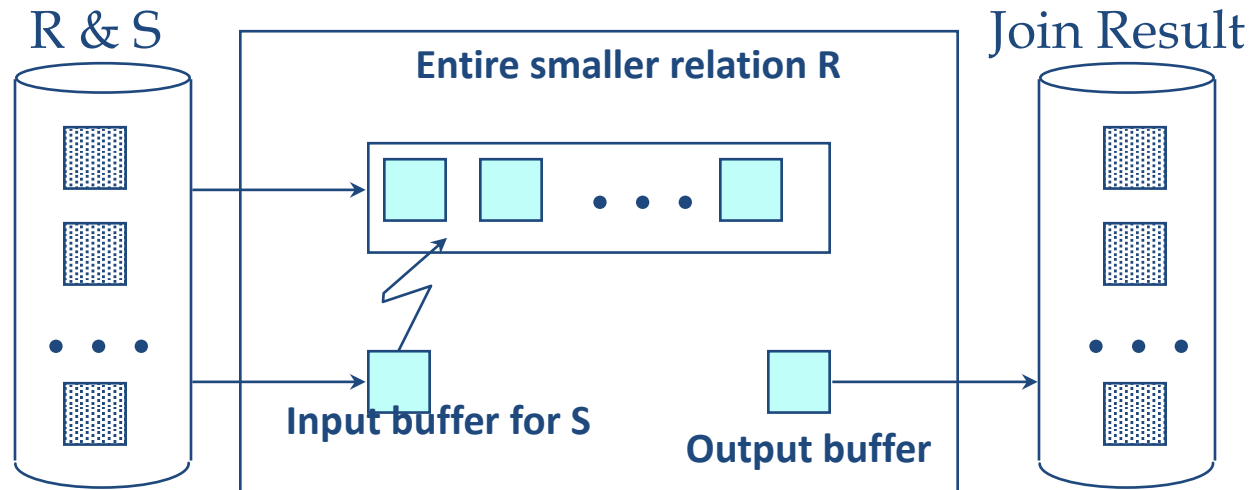 R & S
Join Result
Entire smaller relation R
Input buffer for S
Output buffer